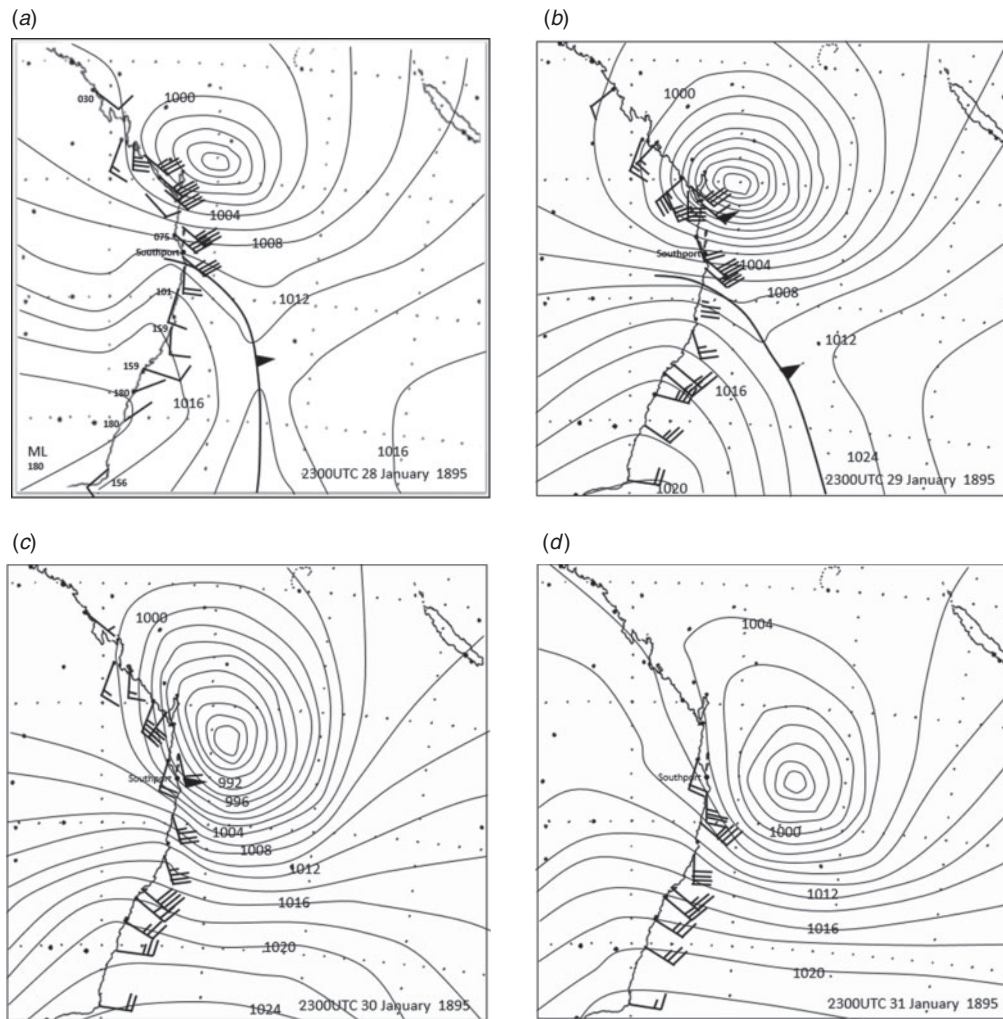 (a)
030
1000
1004
075
1008
Southport
1012
101
159
159
180
1016
180
ML
180
1016
156
2300UTC 28 January 1895
(b)
1000
Southport
1004
1008
1012
1016
1024
1020
2300UTC 29 January 1895
(c)
1000
Southport
992
996
1004
1008
1012
1016
1020
1024
2300UTC 30 January 1895
(d)
1004
Southport
1000
1012
1016
1020
2300UTC 31 January 1895